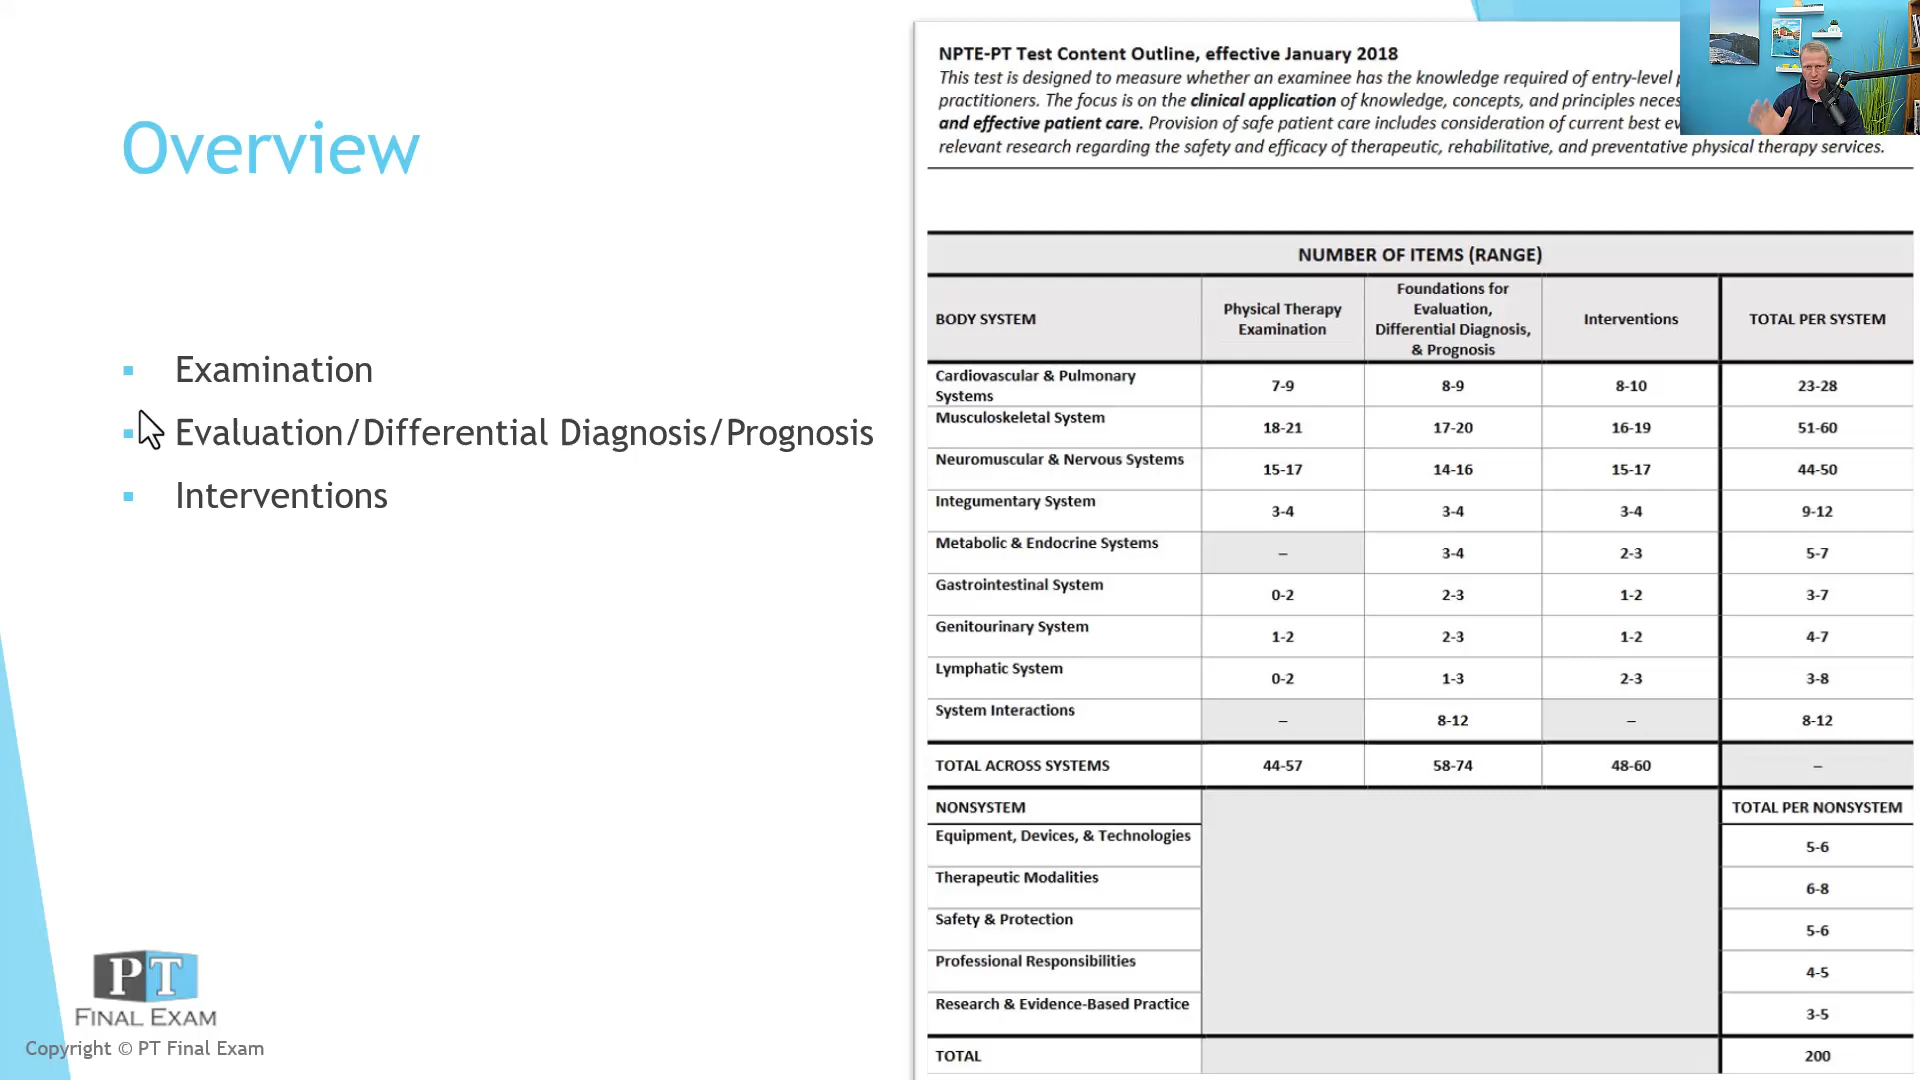 Overview
▪ Examination
▪ Evaluation/Differential Diagnosis/Prognosis
▪ Interventions
PT
FINAL EXAM
Copyright © PT Final Exam
NPTE-PT Test Content Outline, effective January 2018
This test is designed to measure whether an examinee has the knowledge required of entry-level
practitioners. The focus is on the clinical application of knowledge, concepts, and principles
and effective patient care. Provision of safe patient care includes consideration of current best
relevant research regarding the safety and efficacy of therapeutic, rehabilitative, and preventative physical therapy services.
NUMBER OF ITEMS (RANGE)
BODY SYSTEM Physical Therapy Examination Foundations for Evaluation, Differential Diagnosis, & Prognosis Interventions TOTAL PER SYSTEM
Cardiovascular & Pulmonary Systems 7-9 8-9 8-10 23-28
Musculoskeletal System 18-21 17-20 16-19 51-60
Neuromuscular & Nervous Systems 15-17 14-16 15-17 44-50
Integumentary System 3-4 3-4 3-4 9-12
Metabolic & Endocrine Systems – 3-4 2-3 5-7
Gastrointestinal System 0-2 2-3 1-2 3-7
Genitourinary System 1-2 2-3 1-2 4-7
Lymphatic System 0-2 1-3 2-3 3-8
System Interactions – 8-12 – 8-12
TOTAL ACROSS SYSTEMS 44-57 58-74 48-60 –
NONSYSTEM TOTAL PER NONSYSTEM
Equipment, Devices, & Technologies 5-6
Therapeutic Modalities 6-8
Safety & Protection 5-6
Professional Responsibilities 4-5
Research & Evidence-Based Practice 3-5
TOTAL 200